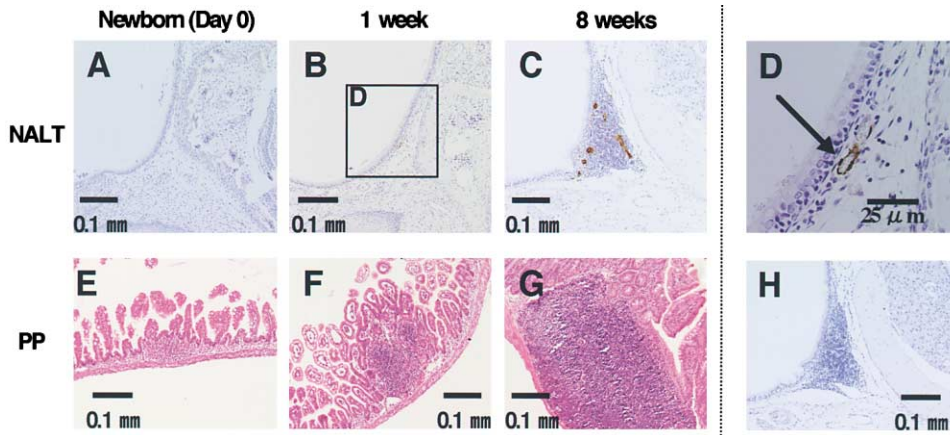 Newborn (Day 0) 1 week 8 weeks
NALT
A
0.1 mm
B
D
0.1 mm
C
0.1 mm
D
25 μm
PP
E
0.1 mm
F
0.1 mm
G
0.1 mm
H
0.1 mm